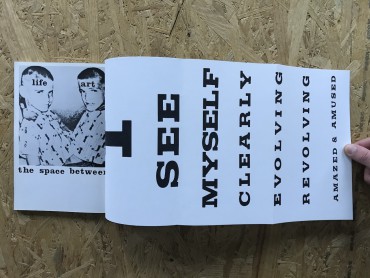 life art
the space between
I
SEE
MYSELF
CLEARLY
EVOLVING
REVOLVING
AMAZED & AMUSED